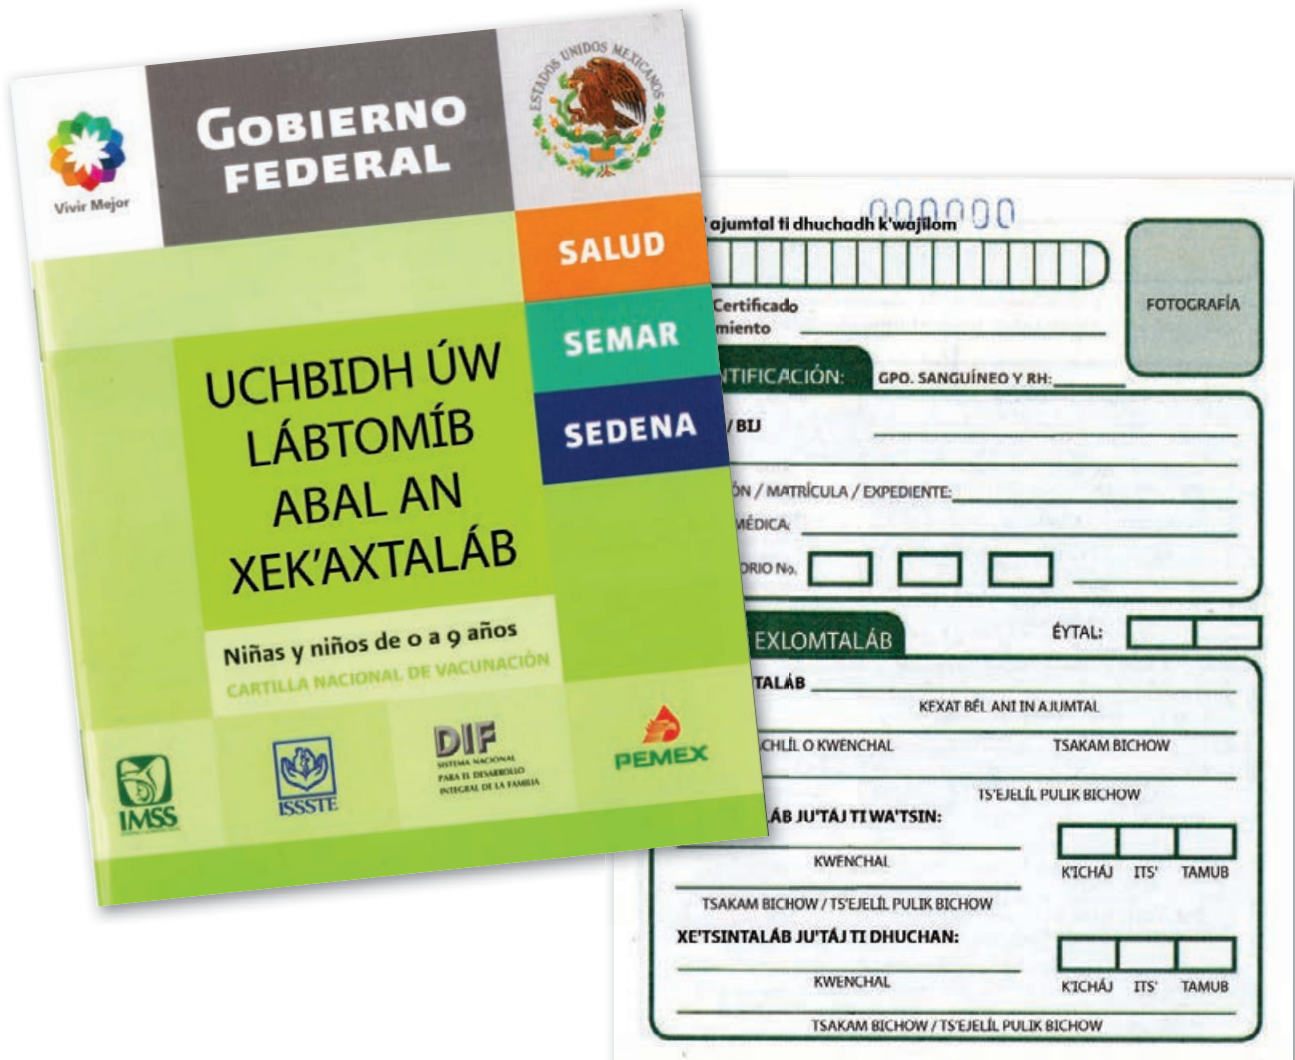 Vivir Mejor
GOBIERNO
FEDERAL
ESTADOS UNIDOS MEXICANOS
SALUD
SEMAR
SEDENA
UCHBIDH ÚW
LÁBTOMÍB
ABAL AN
XEK'AXTALÁB
Niñas y niños de 0 a 9 años
CARTILLA NACIONAL DE VACUNACIÓN
IMSS
ISSSTE
DIF
SISTEMA NACIONAL
PARA EL DESARROLLO
INTEGRAL DE LA FAMILIA
PEMEX
000000
' ajumtal ti dhuchadh k'wajilom
FOTOGRAFÍA
Certificado
miento
NTIFICACIÓN:
GPO. SANGUÍNEO Y RH:
/ BIJ
ÓN / MATRÍCULA / EXPEDIENTE:
MÉDICA:
ORIO No.
EXLOMTALÁB
ÉYTAL:
TALÁB
KEXAT BÉL ANI IN AJUMTAL
CHLÍL O KWENCHAL TSAKAM BICHOW
TS'EJELÍL PULIK BICHOW
ÁB JU'TÁJ TI WA'TSIN:
KWENCHAL
K'ICHÁJ ITS' TAMUB
TSAKAM BICHOW / TS'EJELÍL PULIK BICHOW
XE'TSINTALÁB JU'TÁJ TI DHUCHAN:
KWENCHAL
K'ICHÁJ ITS' TAMUB
TSAKAM BICHOW / TS'EJELÍL PULIK BICHOW